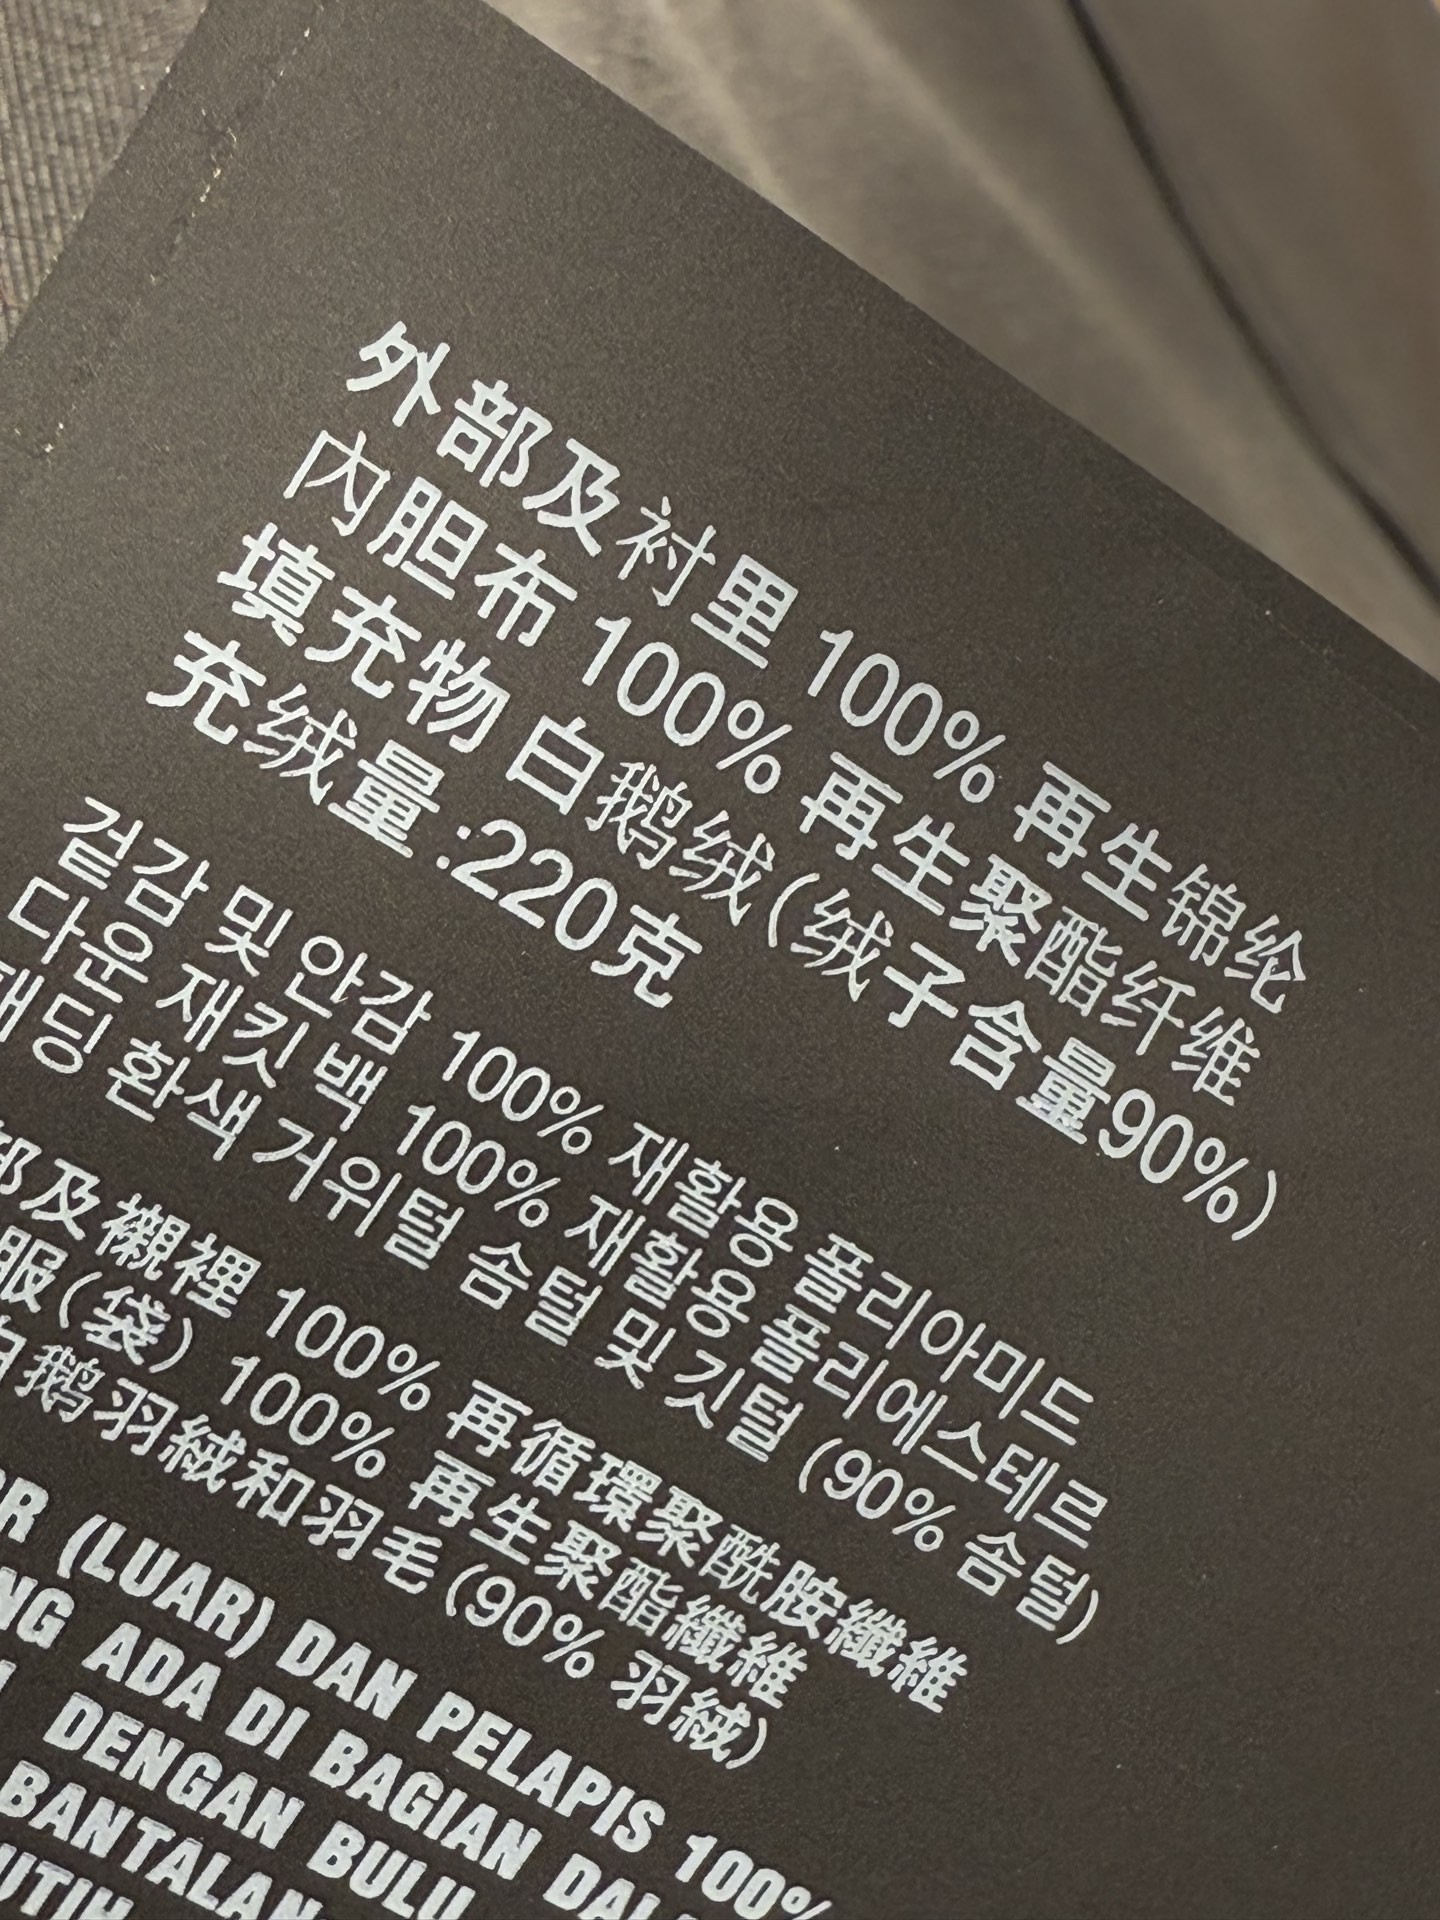 外部及衬里 100% 再生锦纶
内胆布 100% 再生聚酯纤维
填充物 白鹅绒(绒子含量90%)
充绒量:220克
겉감 및 안감 100% 재활용 폴리아미드
다운 재킷 백 100% 재활용 폴리에스테르
패딩 환색 거위털 솜털 및 깃털 (90% 솜털)
部及襯裡 100% 再循環聚酰胺纖維
服(袋) 100% 再生聚酯纖維
白鹅羽絨和羽毛(90% 羽絨)
(LUAR) DAN PELAPIS 100%
ADA DI BAGIAN
DENGAN BULU
BANTALAN